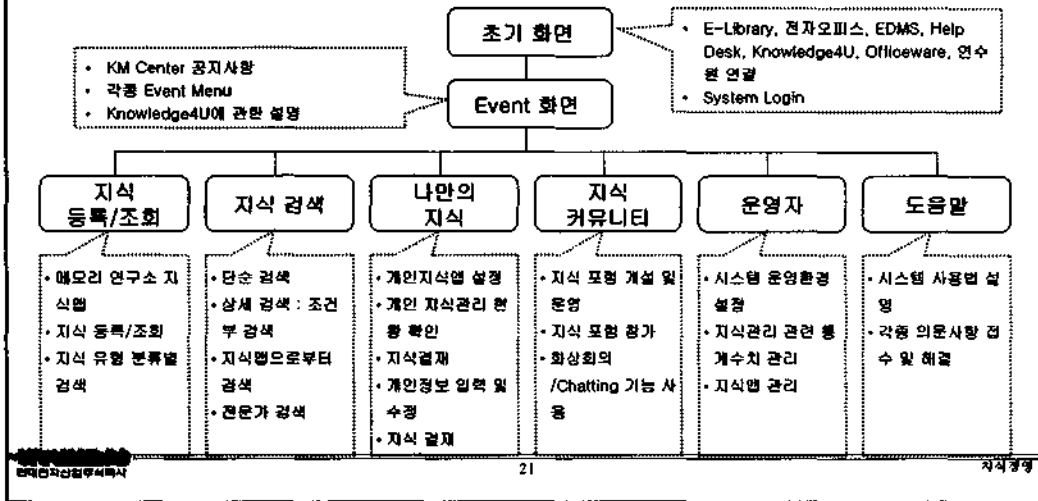 초기 화면
• E-Library, 전자오피스, EDMS, Help
Desk, Knowledge4U, Officeware, 연수
원 연결
• System Login
• KM Center 공지사항
• 각종 Event Menu
• Knowledge4U에 관한 설명
Event 화면
지식
등록/조회
지식 검색
나만의
지식
지식
커뮤니티
운영자
도움말
• 메모리 연구소 지
식맵
• 지식 등록/조회
• 지식 유형 분류별
검색
• 단순 검색
• 상세 검색 : 조건
부 검색
• 지식맵으로부터
검색
• 전문가 검색
• 개인지식맵 설정
• 개인 지식관리 현
황 확인
• 지식결재
• 개인정보 입력 및
수정
• 지식 결재
• 지식 포럼 개설 및
운영
• 지식 포럼 참가
• 화상회의
/Chatting 기능 사
용
• 시스템 운영환경
설정
• 지식관리 관련 통
계수치 관리
• 지식맵 관리
• 시스템 사용법 설
명
• 각종 의문사항 접
수 및 해결
현대전자산업주식회사
21
지식경영